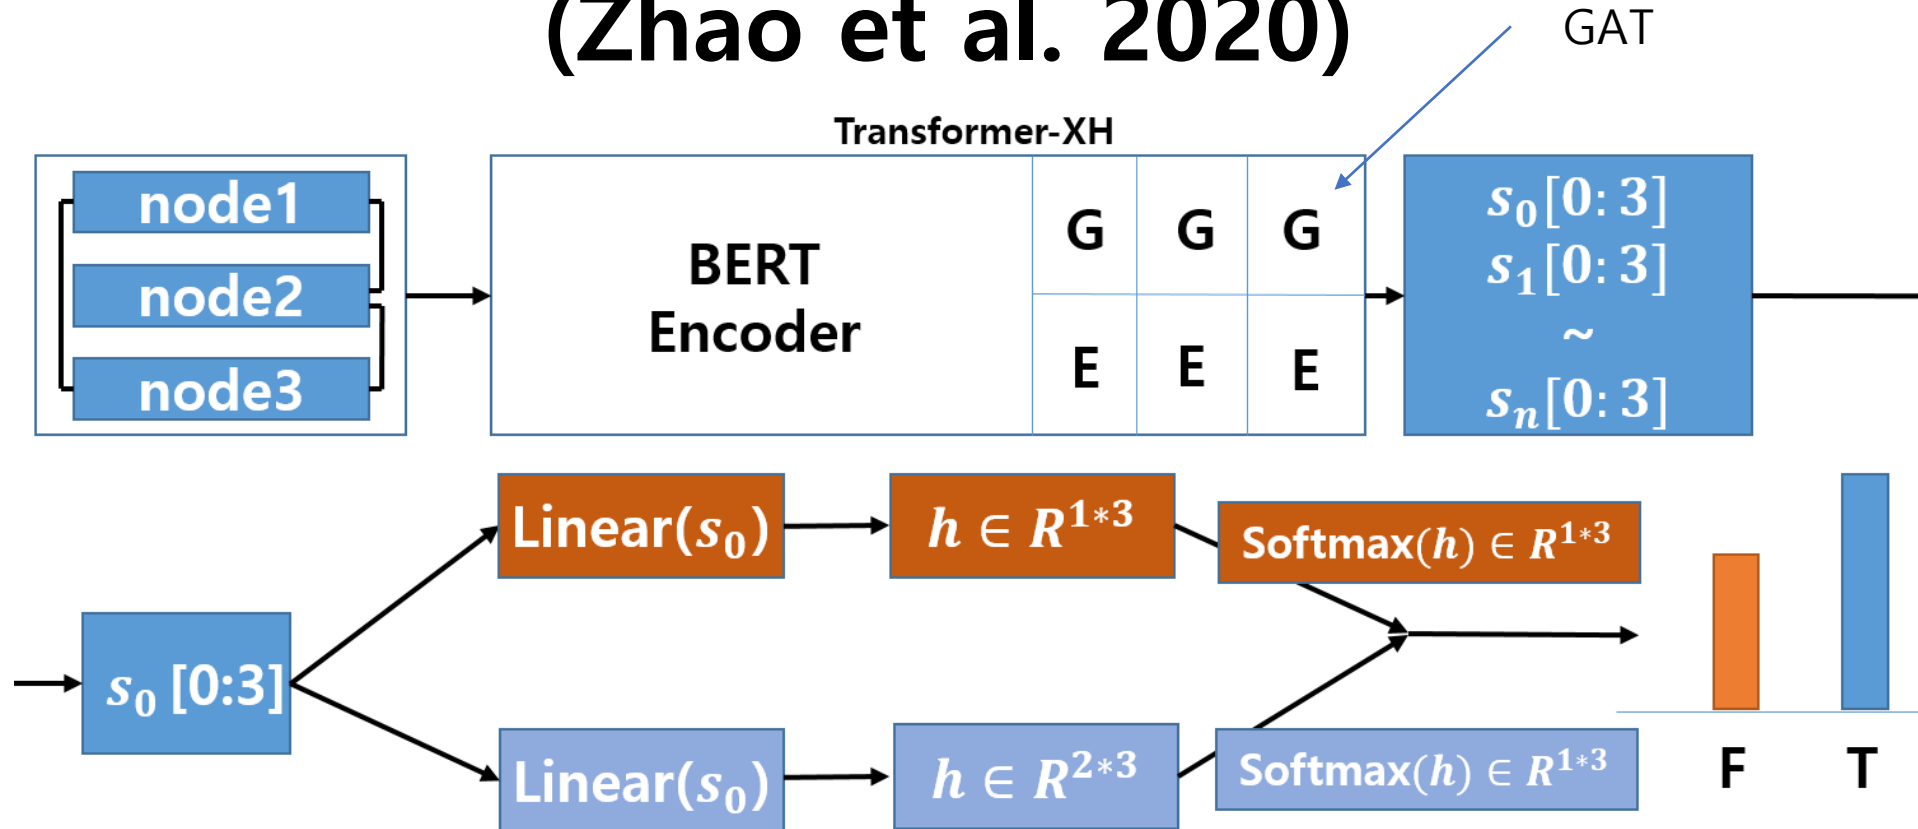 (Zhao et al. 2020)
GAT
Transformer-XH
node1
node2
node3
BERT
Encoder
G G G
E E E
s₀[0:3]
s₁[0:3]
~
sₙ[0:3]
s₀ [0:3]
Linear(s₀)
h ∈ R¹*³
Softmax(h) ∈ R¹*³
Linear(s₀)
h ∈ R²*³
Softmax(h) ∈ R¹*³
F T